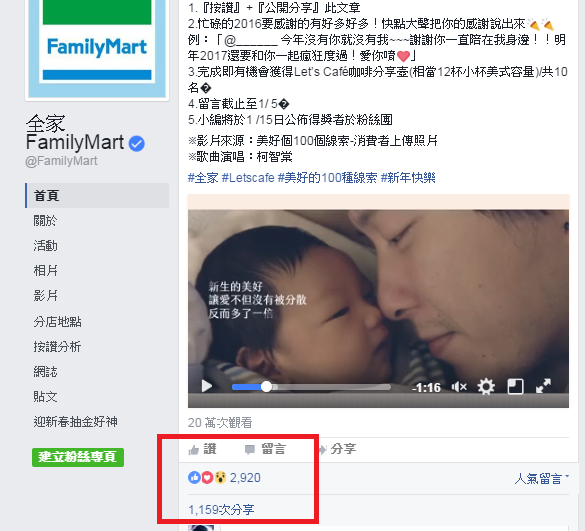 FamilyMart
全家
FamilyMart
@FamilyMart
首頁
關於
活動
相片
影片
分店地點
按讚分析
網誌
貼文
迎新春抽金好神
建立粉絲專頁
1.『按讚』+『公開分享』此文章
2.忙碌的2016要感謝的有好多好多！快點大聲把你的感謝說出來
例：「@______ 今年沒有你就沒有我~~~謝謝你一直陪在我身邊！！明
年2017還要和你一起瘋狂度過！愛你唷❤」
3.完成即有機會獲得Let's Café咖啡分享壺(相當12杯小杯美式容量)/共10
名�
4.留言截止至1/ 5�
5.小編將於1 /15日公佈得獎者於粉絲團
※影片來源：美好個100個線索-消費者上傳照片
※歌曲演唱：柯智棠
#全家 #Letscafe #美好的100種線索 #新年快樂
新生的美好
讓愛不但沒有被分散
反而多了一倍
-1:16
20 萬次觀看
讚 留言 分享
2,920 人氣留言
1,159次分享